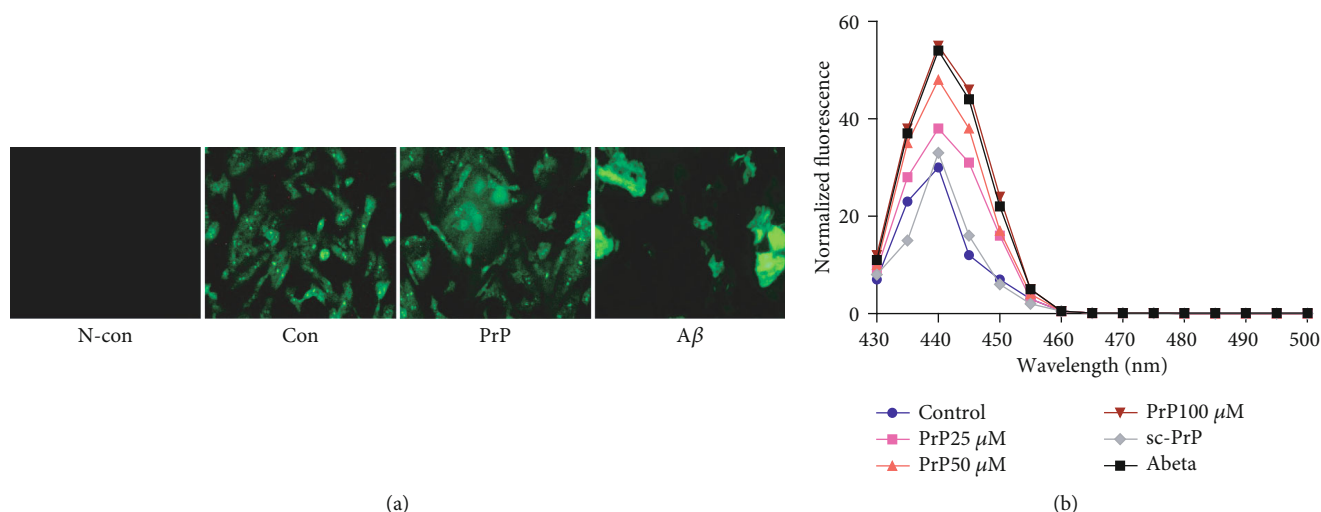 N-con Con PrP Aβ
(a)
Normalized fluorescence
60
40
20
0
430 440 450 460 470 480 490 500
Wavelength (nm)
Control
PrP25 μM
PrP50 μM
PrP100 μM
sc-PrP
Abeta
(b)